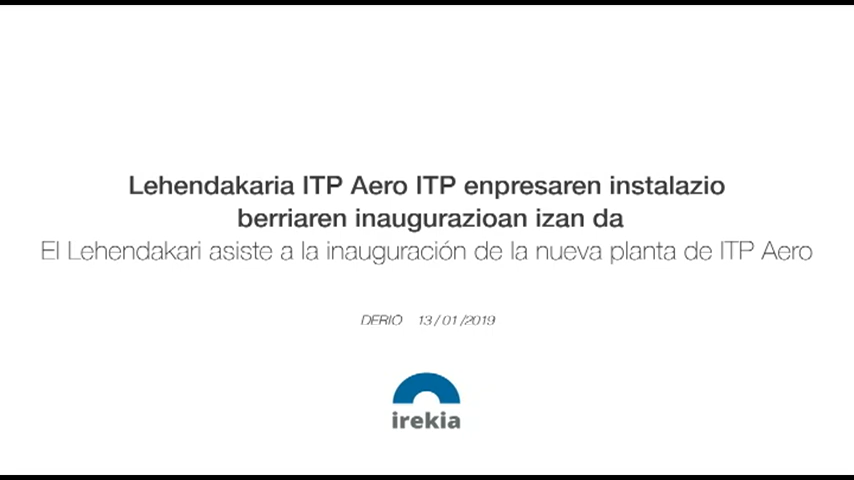 Lehendakaria ITP Aero ITP enpresaren instalazio
berriaren inaugurazioan izan da
El Lehendakari asiste a la inauguración de la nueva planta de ITP Aero
DERIO 13/01/2019
irekia